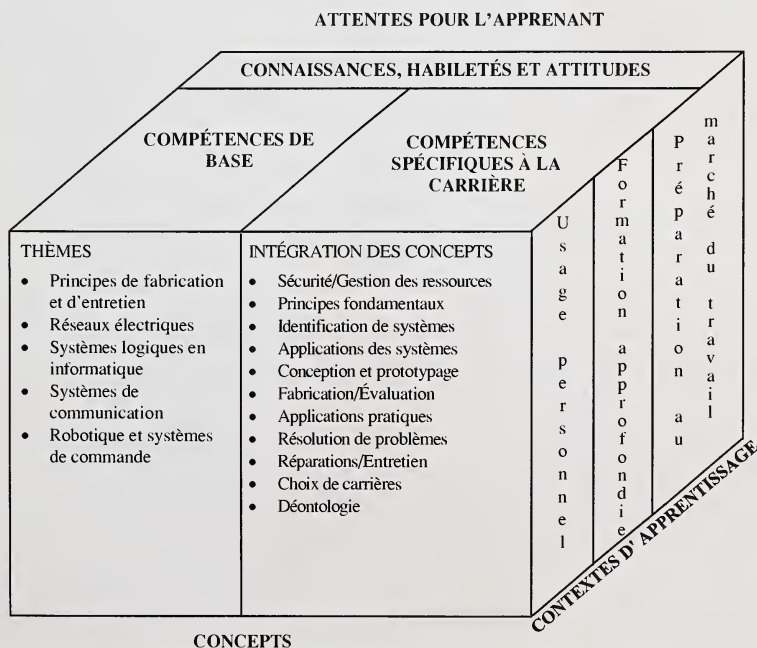 ATTENTES POUR L'APPRENANT
CONNAISSANCES, HABILETÉS ET ATTITUDES
COMPÉTENCES DE
BASE
COMPÉTENCES
SPÉCIFIQUES À LA
CARRIÈRE
THÈMES
• Principes de fabrication
et d'entretien
• Réseaux électriques
• Systèmes logiques en
informatique
• Systèmes de
communication
• Robotique et systèmes
de commande
INTÉGRATION DES CONCEPTS
• Sécurité/Gestion des ressources
• Principes fondamentaux
• Identification de systèmes
• Applications des systèmes
• Conception et prototypage
• Fabrication/Évaluation
• Applications pratiques
• Résolution de problèmes
• Réparations/Entretien
• Choix de carrières
• Déontologie
Usage personnel
Formation approfondie
Préparation au
marché du travail
CONTEXTES D'APPRENTISSAGE
CONCEPTS